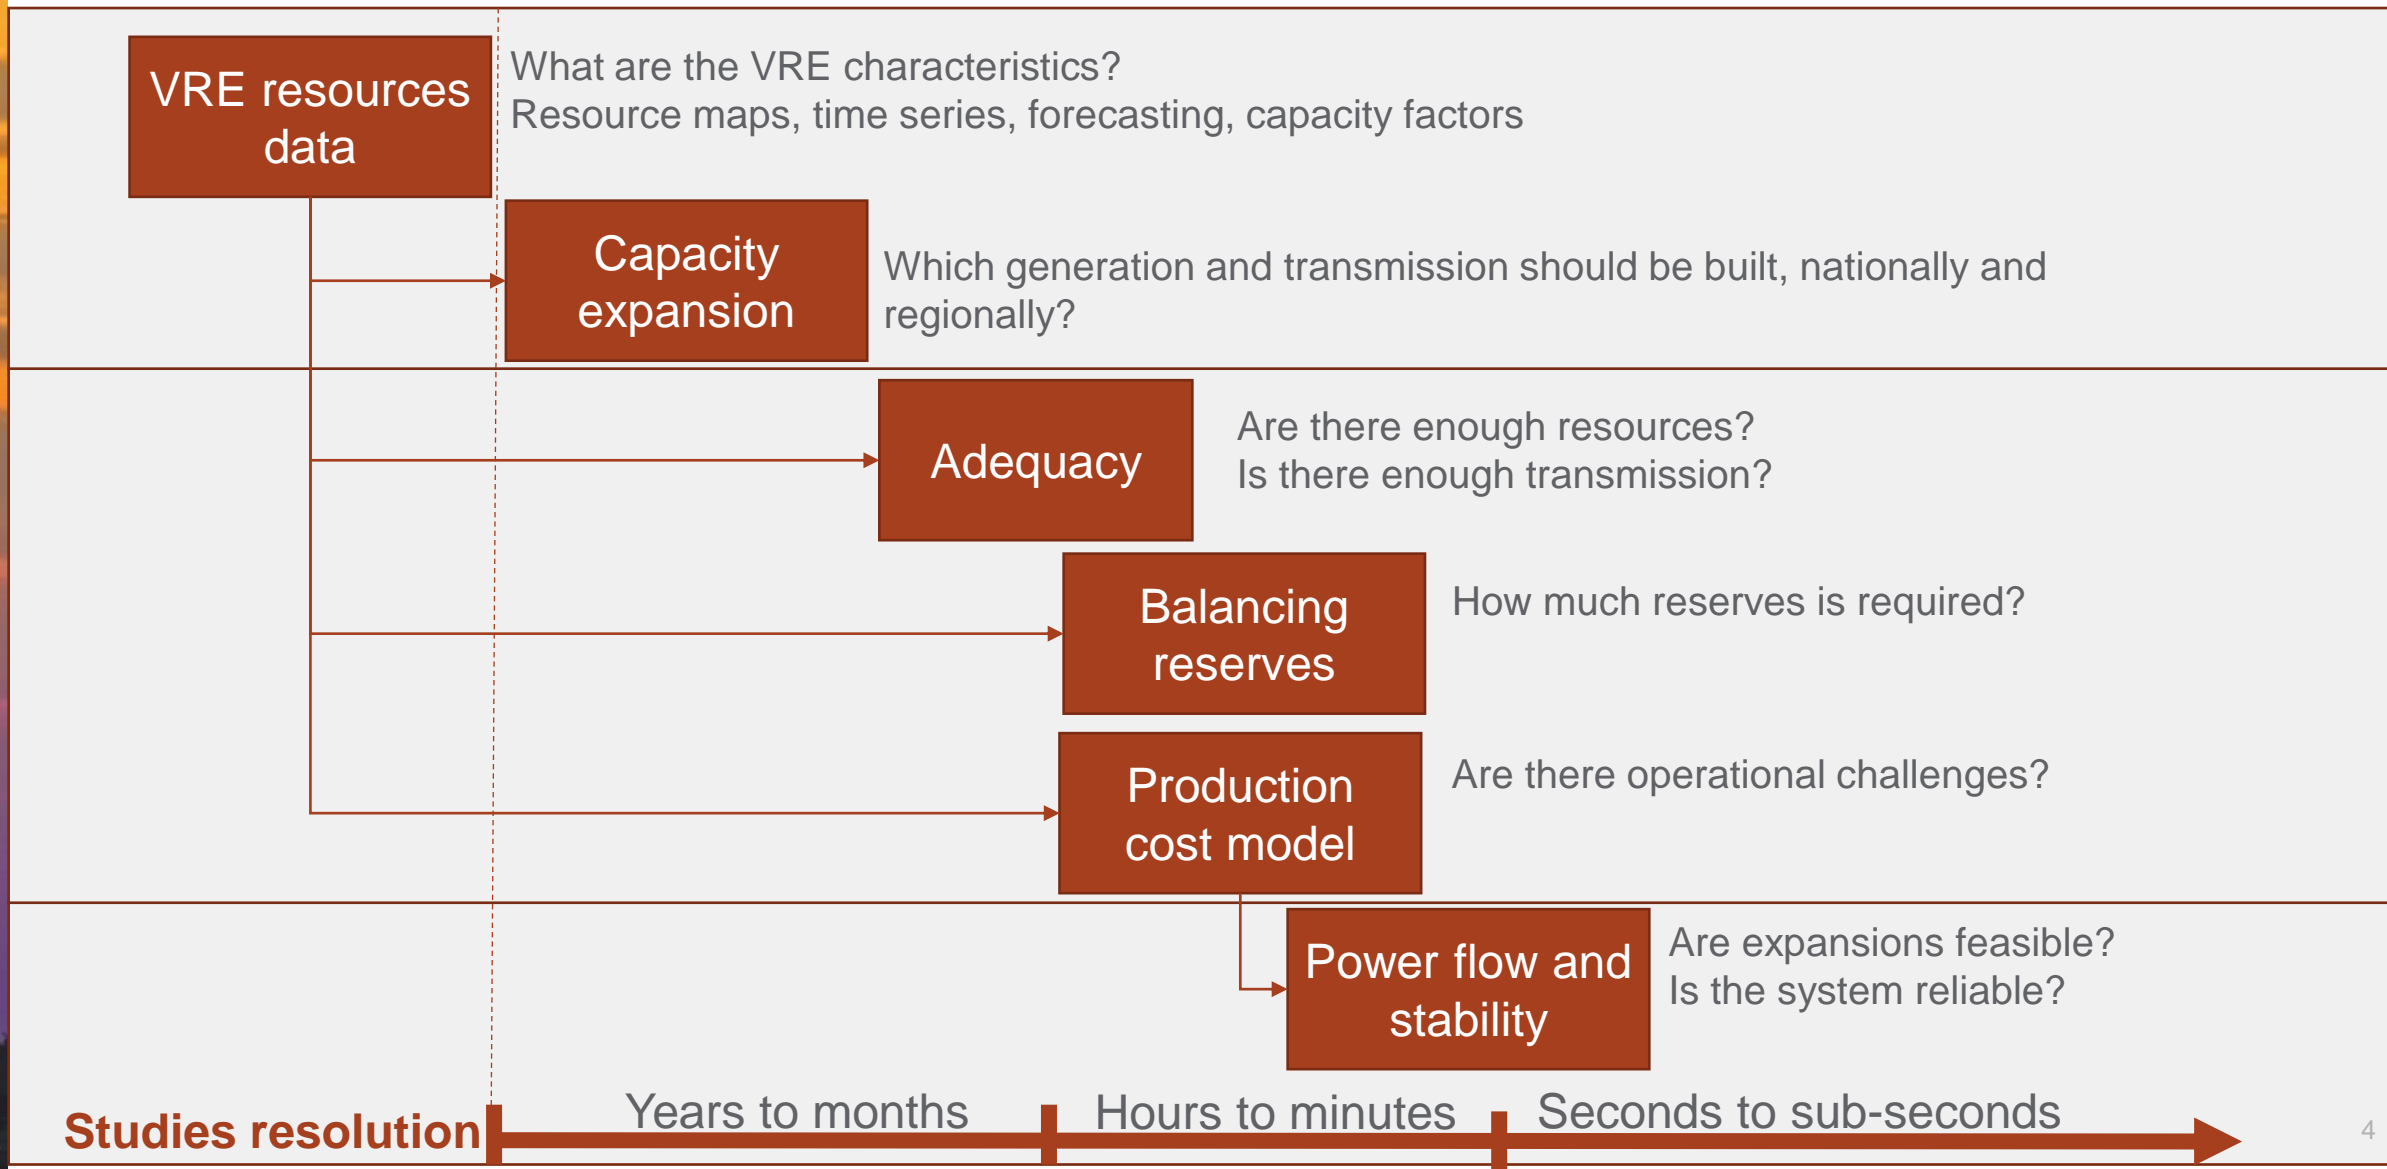 VRE resources
data
What are the VRE characteristics?
Resource maps, time series, forecasting, capacity factors
Capacity
expansion
Which generation and transmission should be built, nationally and
regionally?
Adequacy
Are there enough resources?
Is there enough transmission?
Balancing
reserves
How much reserves is required?
Production
cost model
Are there operational challenges?
Power flow and
stability
Are expansions feasible?
Is the system reliable?
Studies resolution
Years to months
Hours to minutes
Seconds to sub-seconds
4